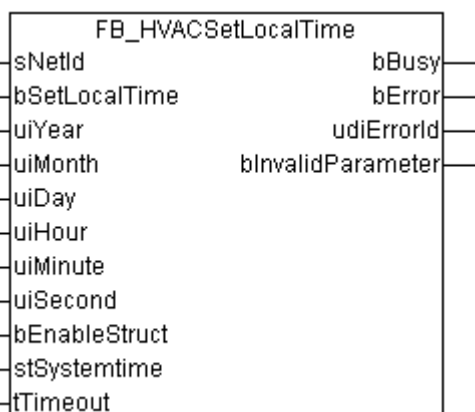 FB_HVACSetLocalTime
sNetId bBusy
bSetLocalTime bError
uiYear udiErrorId
uiMonth bInvalidParameter
uiDay
uiHour
uiMinute
uiSecond
bEnableStruct
stSystemtime
tTimeout